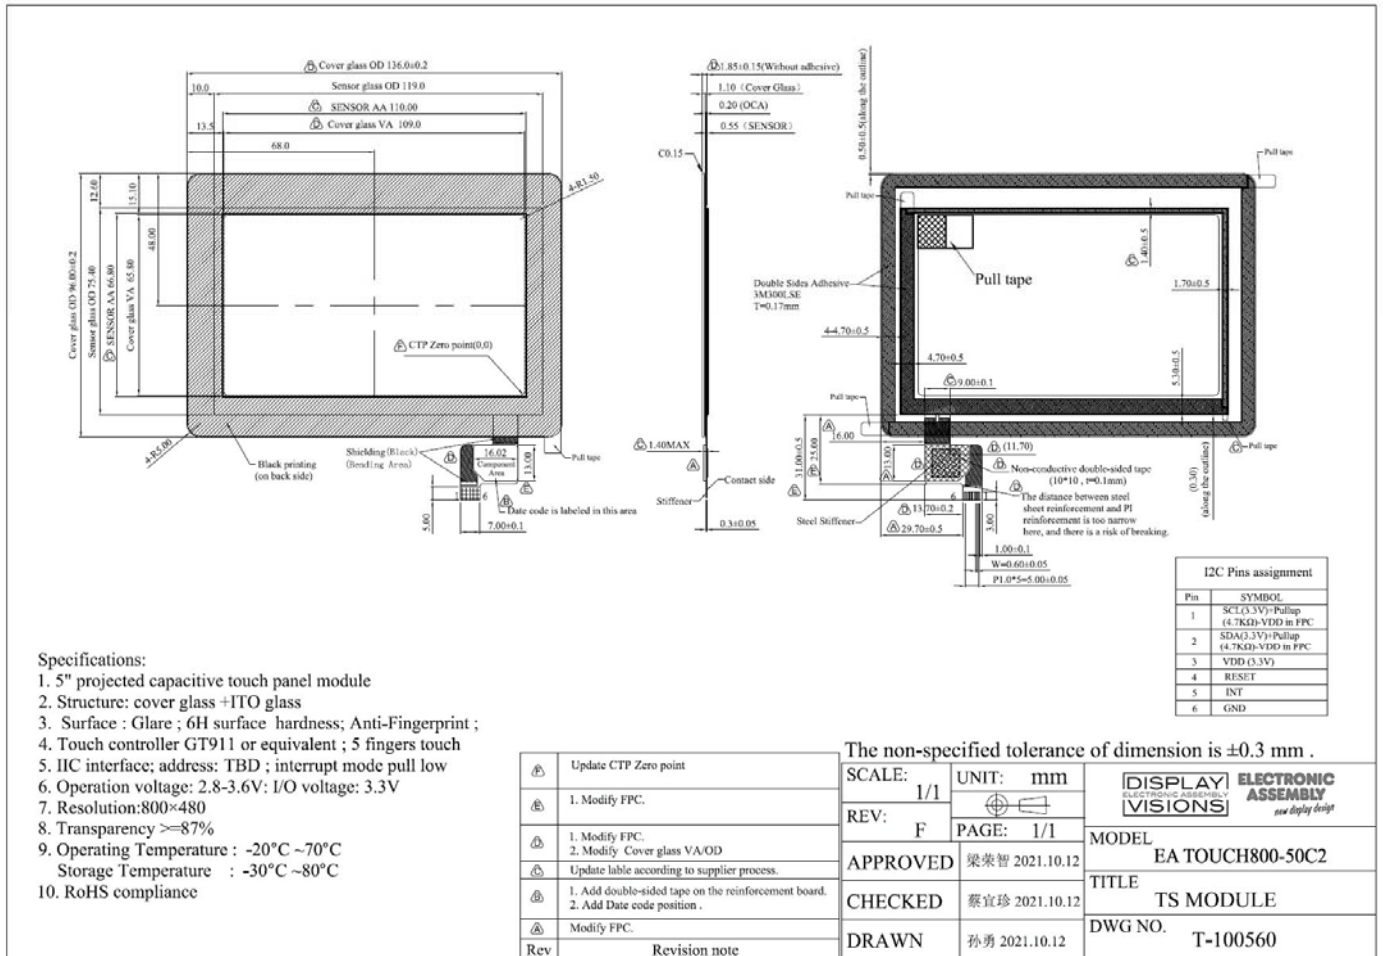 Ⓓ Cover glass OD 136.0±0.2
10.0
Sensor glass OD 119.0
Ⓒ SENSOR AA 110.00
13.5
Ⓓ Cover glass VA 109.0
68.0
12.60
15.10
48.00
4-R1.50
Cover glass OD 96.00±0.2
Sensor glass OD 75.40
Ⓒ SENSOR AA 66.80
Cover glass VA 65.80
Ⓕ CTP Zero point(0,0)
4-R5.00
Black printing
(on back side)
Shielding(Black)
(Bending Area)
Ⓓ
16.02
Component
Area
13.00
Ⓔ
Pull tape
1
6
Ⓑ
Date code is labeled in this area
5.00
7.00±0.1
Ⓓ 1.85±0.15(Without adhesive)
1.10 (Cover Glass)
0.20 (OCA)
0.55 (SENSOR)
C0.15
Ⓒ 1.40MAX
Ⓐ
Contact side
Stiffener
0.3±0.05
0.50±0.5(along the outline)
Pull tape
Pull tape
Pull tape
Ⓒ 1.40±0.5
1.70±0.5
Double Sides Adhesive
3M300LSE
T=0.17mm
4-4.70±0.5
4.70±0.5
5.30±0.5
Ⓒ 9.00±0.1
Pull tape
Ⓐ
16.00
Ⓒ Pull tape
Ⓓ (11.70)
31.00±0.5
Ⓔ
25.00
Ⓔ
13.00
Ⓐ
Ⓓ
Ⓓ
Non-conductive double-sided tape
(10*10 , t=0.1mm)
(0.30)
(along the outline)
Ⓓ
The distance between steel
sheet reinforcement and PI
reinforcement is too narrow
here, and there is a risk of breaking.
1
6
Steel Stiffener
Ⓓ 13.70±0.2
Ⓐ 29.70±0.5
3.00
1.00±0.1
W=0.60±0.05
P1.0*5=5.00±0.05
I2C Pins assignment
Pin SYMBOL
1 SCL(3.3V)+Pullup
(4.7KΩ)-VDD in FPC
2 SDA(3.3V)+Pullup
(4.7KΩ)-VDD in FPC
3 VDD (3.3V)
4 RESET
5 INT
6 GND
Specifications:
1. 5" projected capacitive touch panel module
2. Structure: cover glass +ITO glass
3. Surface : Glare ; 6H surface hardness; Anti-Fingerprint ;
4. Touch controller GT911 or equivalent ; 5 fingers touch
5. IIC interface; address: TBD ; interrupt mode pull low
6. Operation voltage: 2.8-3.6V: I/O voltage: 3.3V
7. Resolution:800×480
8. Transparency >=87%
9. Operating Temperature : -20°C ~70°C
Storage Temperature : -30°C ~80°C
10. RoHS compliance
Ⓕ Update CTP Zero point
Ⓔ 1. Modify FPC.
Ⓓ 1. Modify FPC.
2. Modify Cover glass VA/OD
Ⓒ Update lable according to supplier process.
Ⓑ 1. Add double-sided tape on the reinforcement board.
2. Add Date code position .
Ⓐ Modify FPC.
Rev Revision note
The non-specified tolerance of dimension is ±0.3 mm .
SCALE: 1/1
UNIT: mm
REV: F
PAGE: 1/1
APPROVED 梁荣智 2021.10.12
CHECKED 蔡宜珍 2021.10.12
DRAWN 孙勇 2021.10.12
DISPLAY
ELECTRONIC ASSEMBLY
VISIONS
ELECTRONIC
ASSEMBLY
new display design
MODEL
EA TOUCH800-50C2
TITLE
TS MODULE
DWG NO.
T-100560